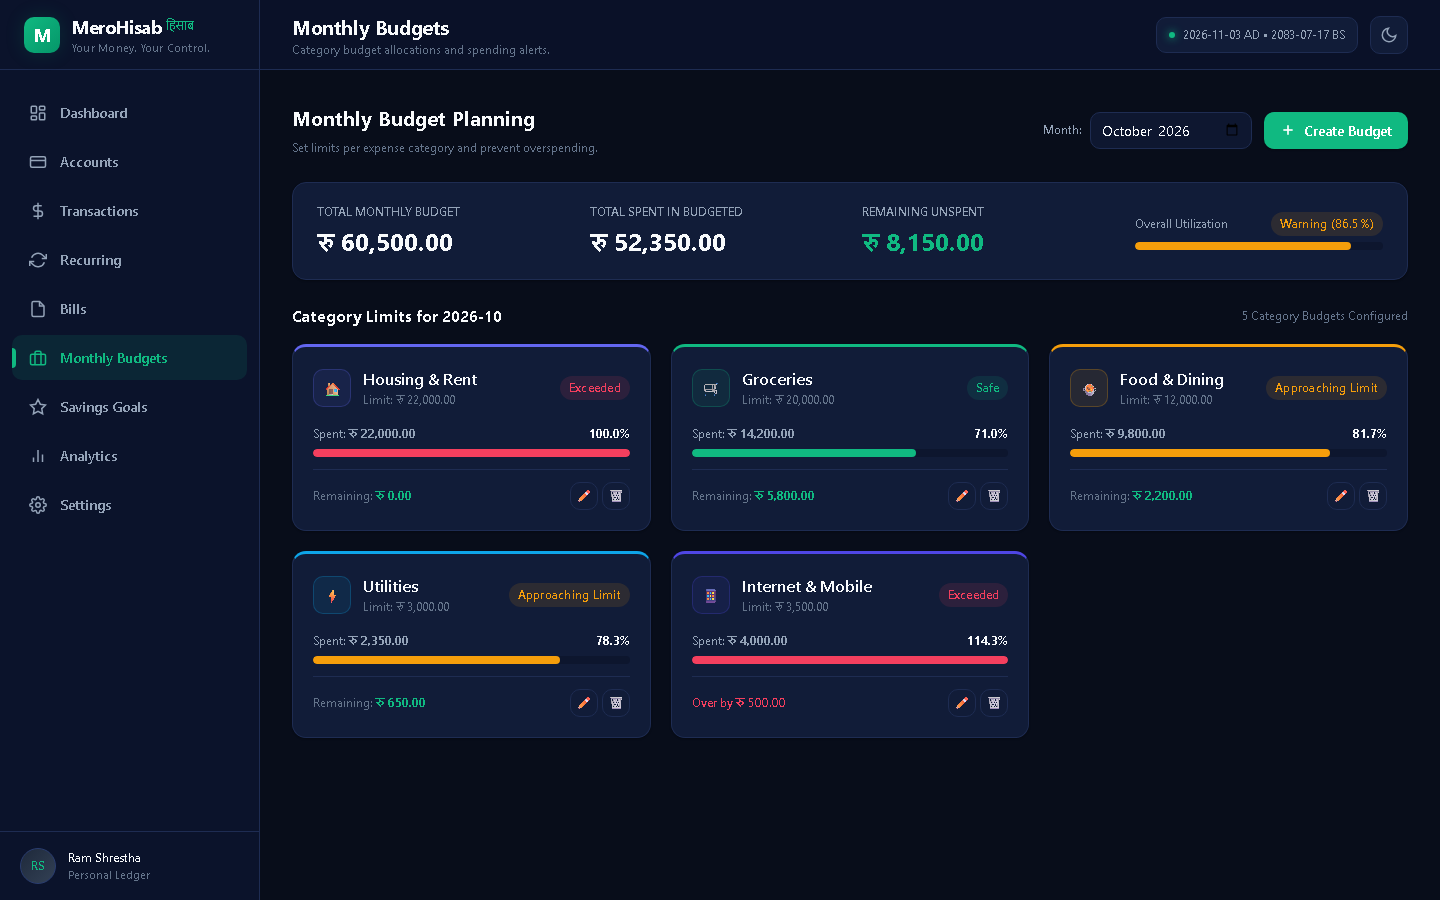 M
MeroHisab हिसाब
Your Money. Your Control.
Dashboard
Accounts
Transactions
Recurring
Bills
Monthly Budgets
Savings Goals
Analytics
Settings
RS
Ram Shrestha
Personal Ledger
Monthly Budgets
Category budget allocations and spending alerts.
2026-11-03 AD • 2083-07-17 BS
Monthly Budget Planning
Set limits per expense category and prevent overspending.
Month:
October 2026
+ Create Budget
TOTAL MONTHLY BUDGET
रु 60,500.00
TOTAL SPENT IN BUDGETED
रु 52,350.00
REMAINING UNSPENT
रु 8,150.00
Overall Utilization
Warning (86.5%)
Category Limits for 2026-10
5 Category Budgets Configured
Housing & Rent
Limit: रु 22,000.00
Exceeded
Spent: रु 22,000.00
100.0%
Remaining: रु 0.00
Groceries
Limit: रु 20,000.00
Safe
Spent: रु 14,200.00
71.0%
Remaining: रु 5,800.00
Food & Dining
Limit: रु 12,000.00
Approaching Limit
Spent: रु 9,800.00
81.7%
Remaining: रु 2,200.00
Utilities
Limit: रु 3,000.00
Approaching Limit
Spent: रु 2,350.00
78.3%
Remaining: रु 650.00
Internet & Mobile
Limit: रु 3,500.00
Exceeded
Spent: रु 4,000.00
114.3%
Over by रु 500.00